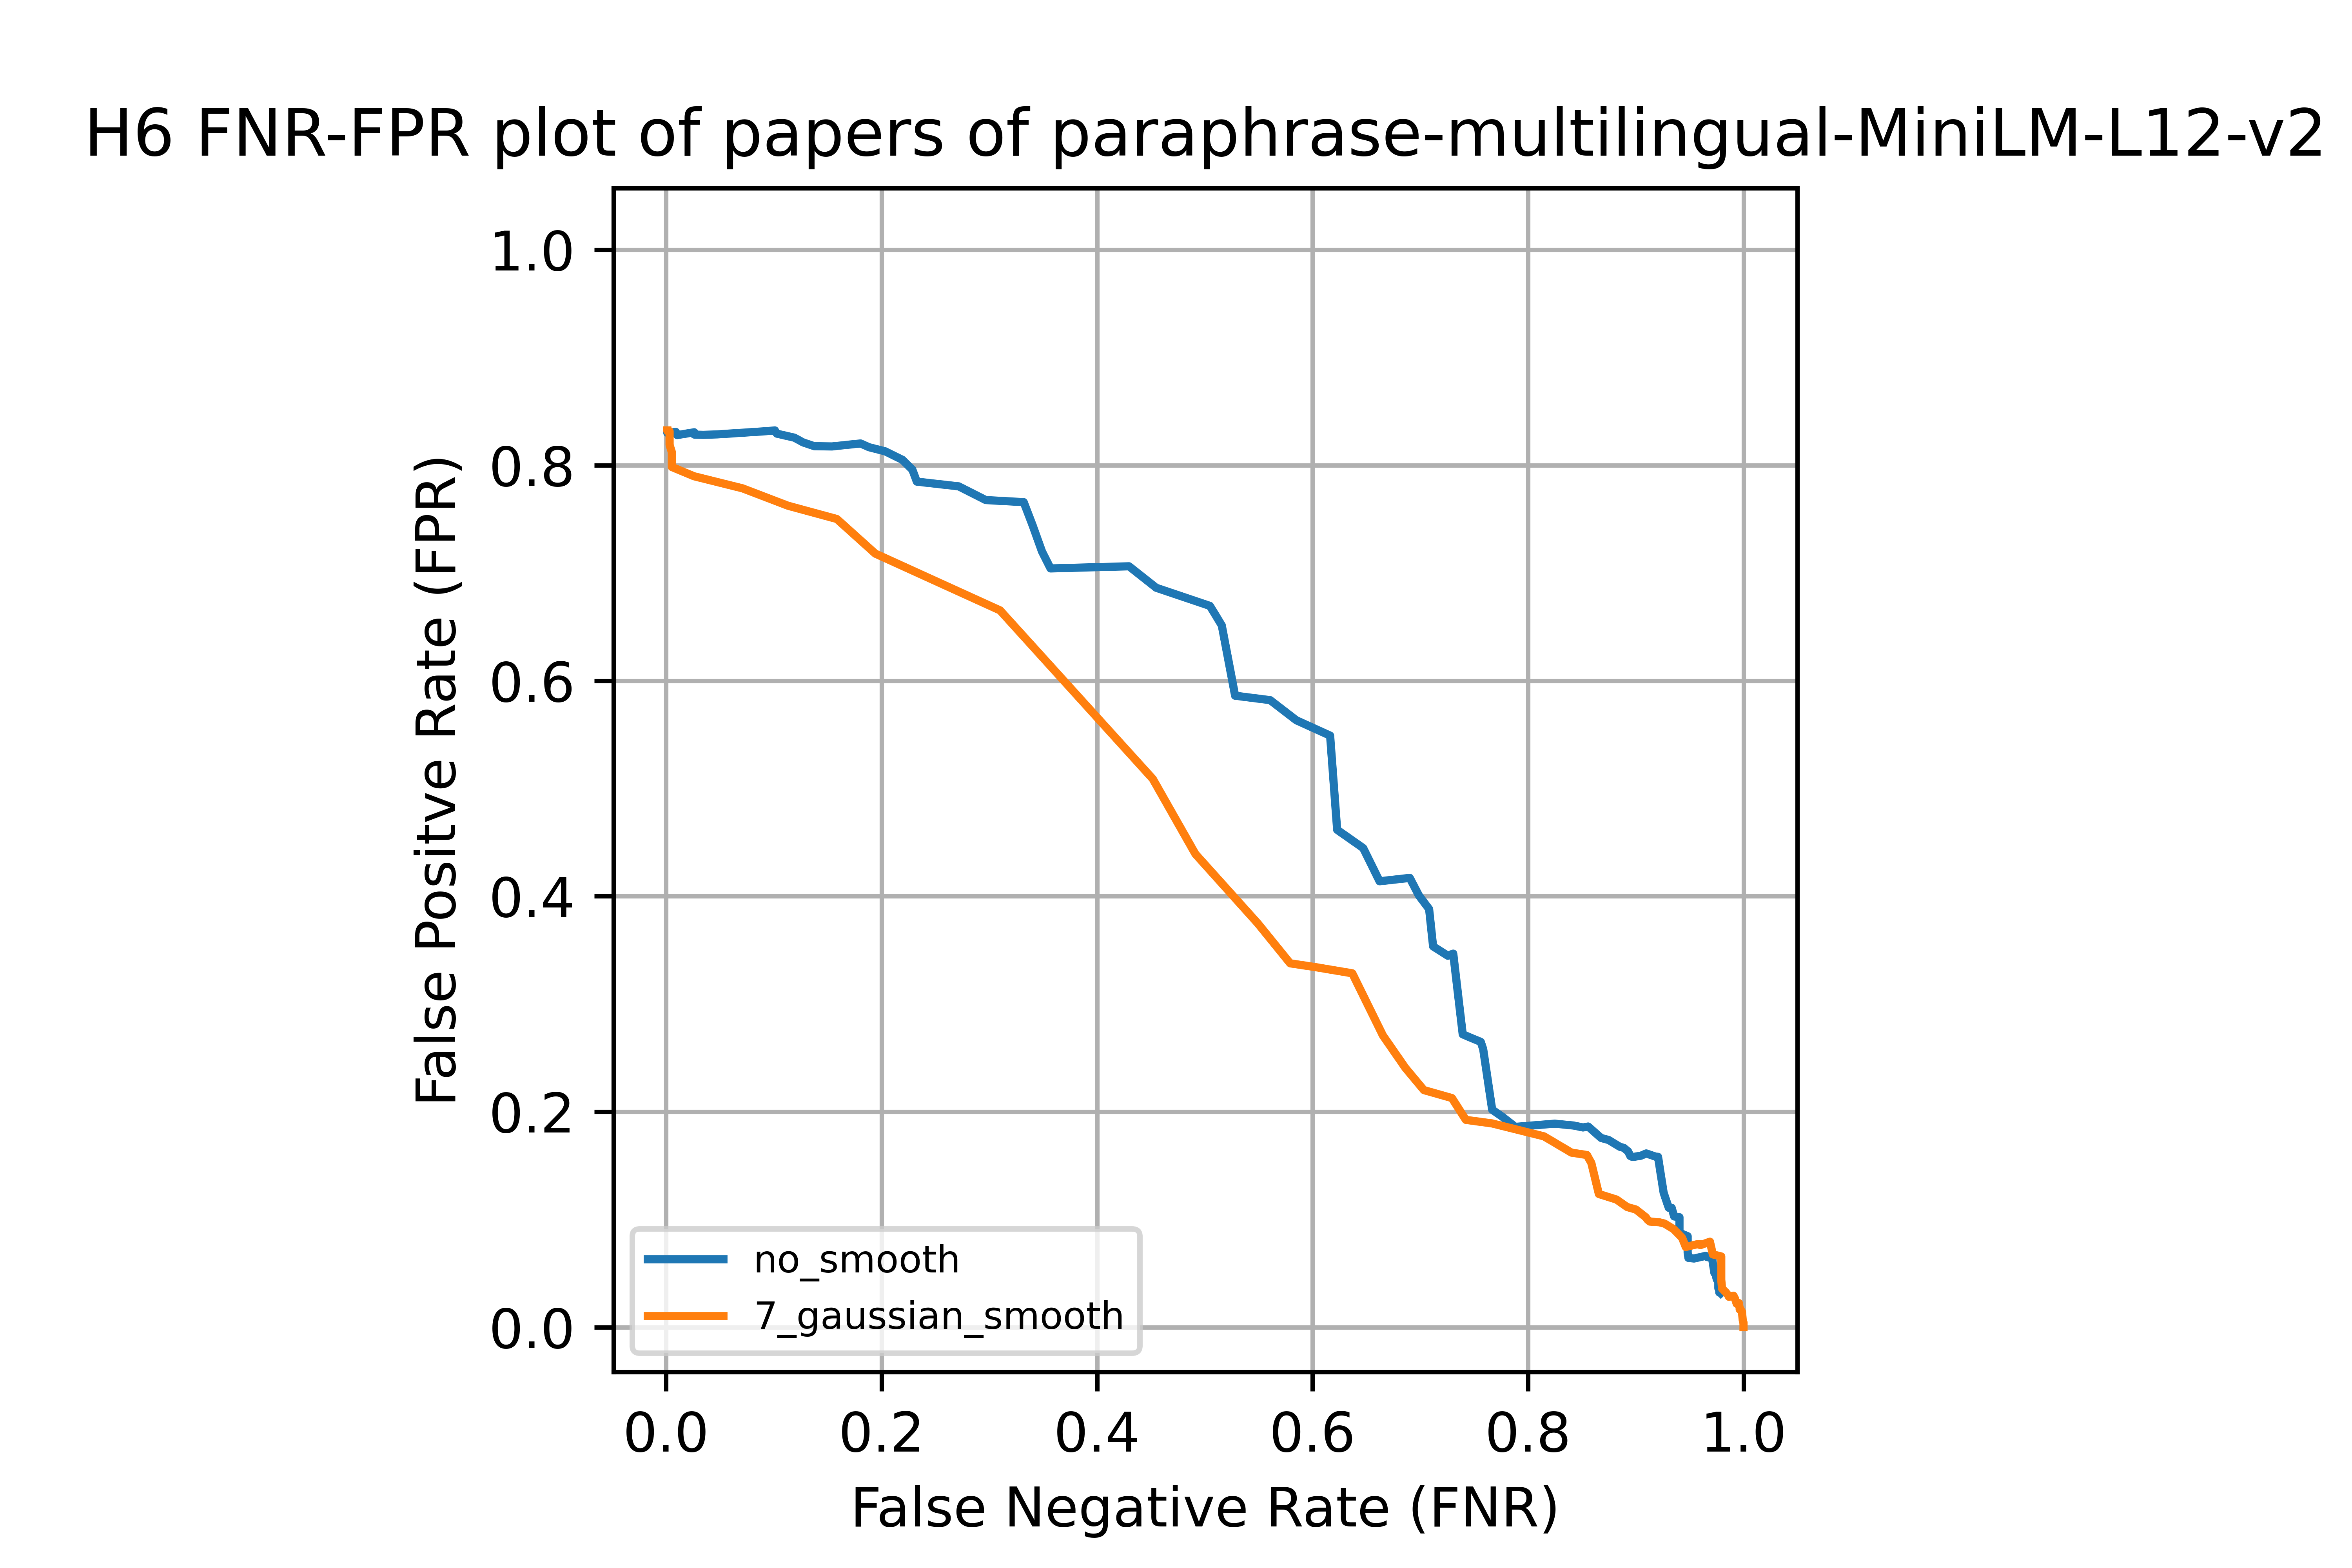 H6 FNR-FPR plot of papers of paraphrase-multilingual-MiniLM-L12-v2
False Positve Rate (FPR)
1.0
0.8
0.6
0.4
0.2
0.0
no_smooth
7_gaussian_smooth
0.0 0.2 0.4 0.6 0.8 1.0
False Negative Rate (FNR)